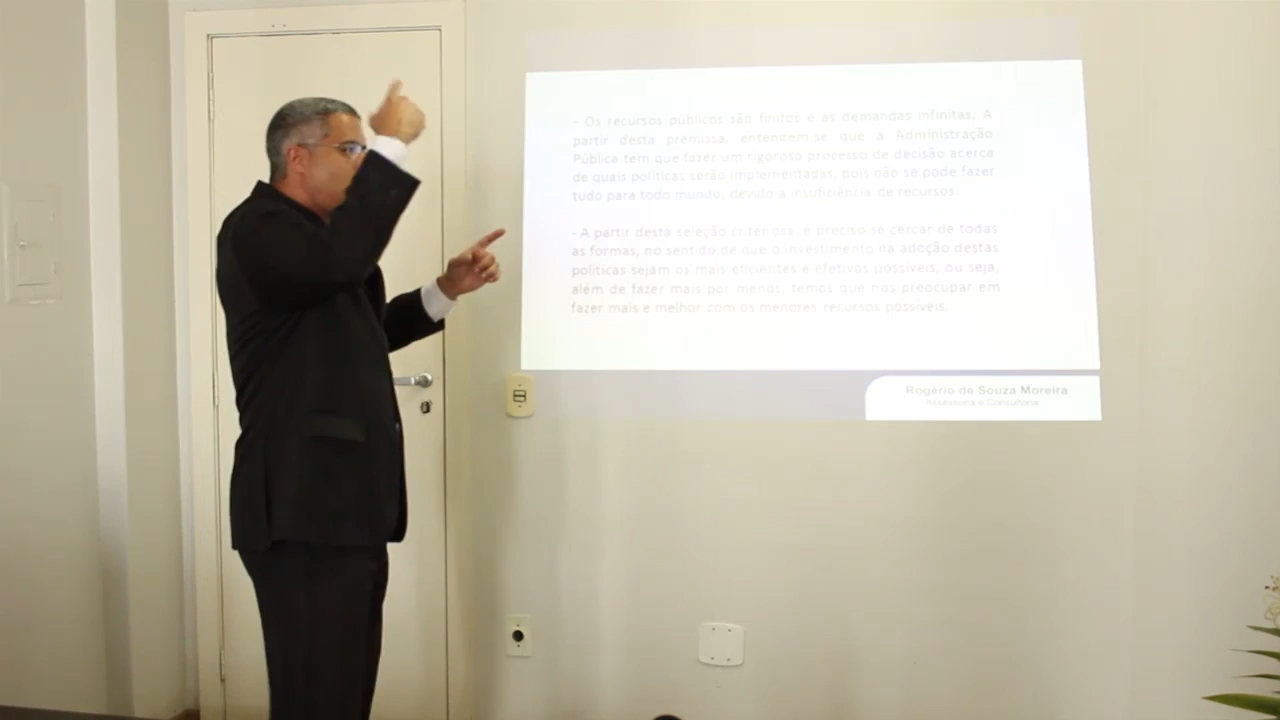 - Os recursos públicos são finitos e as demandas infinitas. A
partir desta premissa, entendem-se que a Administração
Pública tem que fazer um rigoroso processo de decisão acerca
de quais políticas serão implementadas, pois não se pode fazer
tudo para todo mundo, devido a insuficiência de recursos.
- A partir desta seleção criteriosa, é preciso se cercar de todas
as formas, no sentido de que o investimento na adoção destas
políticas sejam os mais eficientes e efetivos possíveis, ou seja,
além de fazer mais por menos, temos que nos preocupar em
fazer mais e melhor com os menores recursos possíveis.
Rogério de Souza Moreira
Assessoria e Consultoria